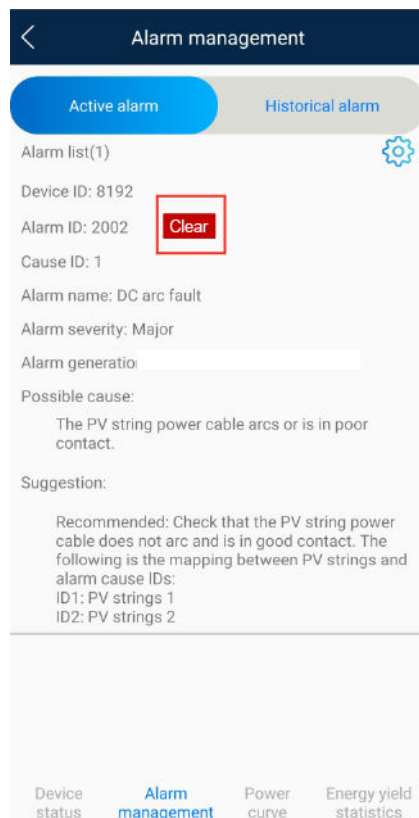 Alarm management
Active alarm
Historical alarm
Alarm list(1)
Device ID: 8192
Alarm ID: 2002
Clear
Cause ID: 1
Alarm name: DC arc fault
Alarm severity: Major
Alarm generatio
Possible cause:
The PV string power cable arcs or is in poor
contact.
Suggestion:
Recommended: Check that the PV string power
cable does not arc and is in good contact. The
following is the mapping between PV strings and
alarm cause IDs:
ID1: PV strings 1
ID2: PV strings 2
Device
status
Alarm
management
Power
curve
Energy yield
statistics